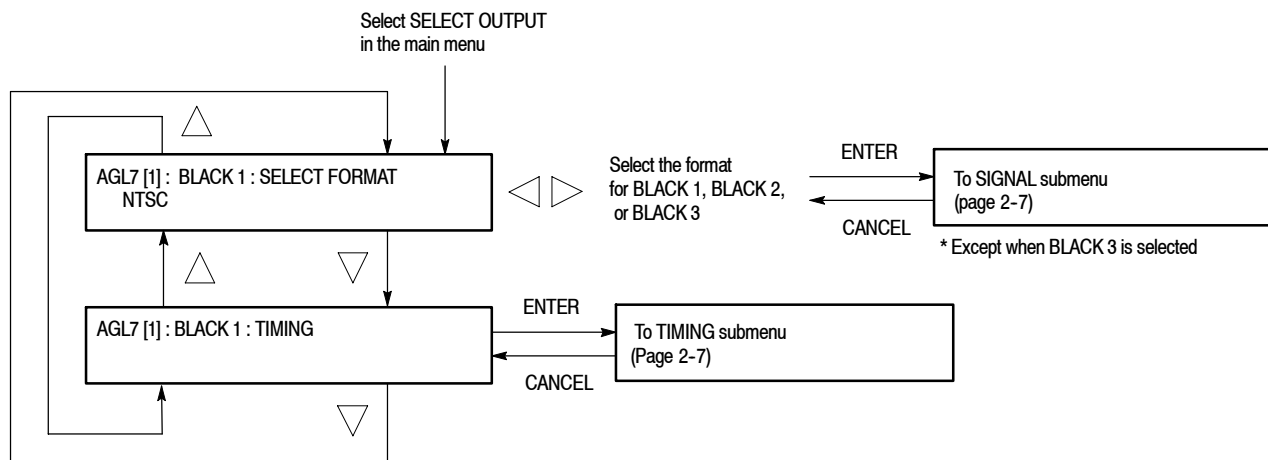 Select SELECT OUTPUT
in the main menu
AGL7 [1] : BLACK 1 : SELECT FORMAT
NTSC
Select the format
for BLACK 1, BLACK 2,
or BLACK 3
ENTER
CANCEL
To SIGNAL submenu
(page 2-7)
* Except when BLACK 3 is selected
AGL7 [1] : BLACK 1 : TIMING
ENTER
CANCEL
To TIMING submenu
(Page 2-7)